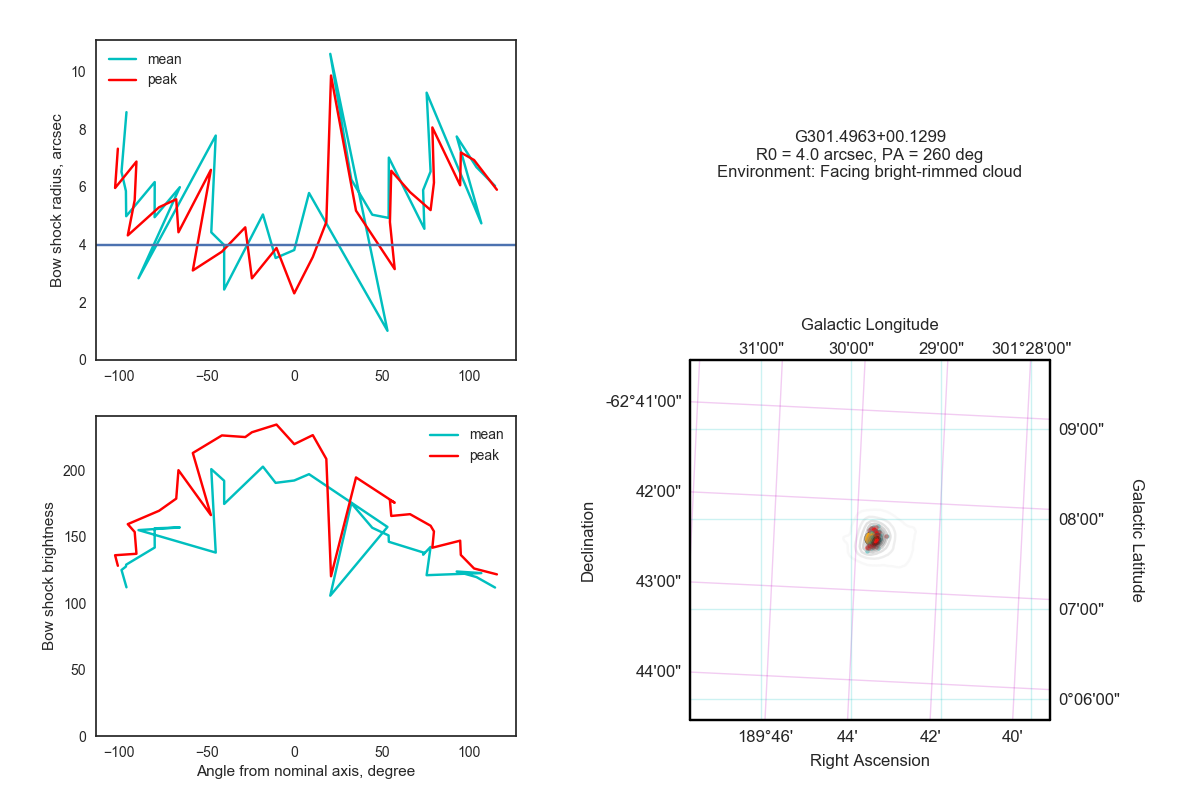 mean
peak
Bow shock radius, arcsec
10
8
6
4
2
0
−100
−50
0
50
100
mean
peak
Bow shock brightness
200
150
100
50
0
−100
−50
0
50
100
Angle from nominal axis, degree
G301.4963+00.1299
R0 = 4.0 arcsec, PA = 260 deg
Environment: Facing bright-rimmed cloud
Galactic Longitude
31'00"
30'00"
29'00"
301°28'00"
Declination
-62°41'00"
42'00"
43'00"
44'00"
09'00"
08'00"
07'00"
0°06'00"
Galactic Latitude
189°46'
44'
42'
40'
Right Ascension